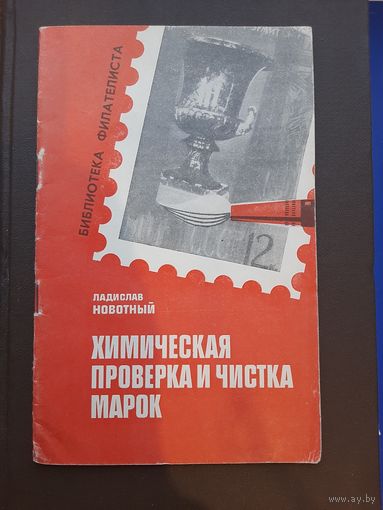 БИБЛИОТЕКА ФИЛАТЕЛИСТА
12
ЛАДИСЛАВ
НОВОТНЫЙ
ХИМИЧЕСКАЯ
ПРОВЕРКА И ЧИСТКА
МАРОК
www.ay.by